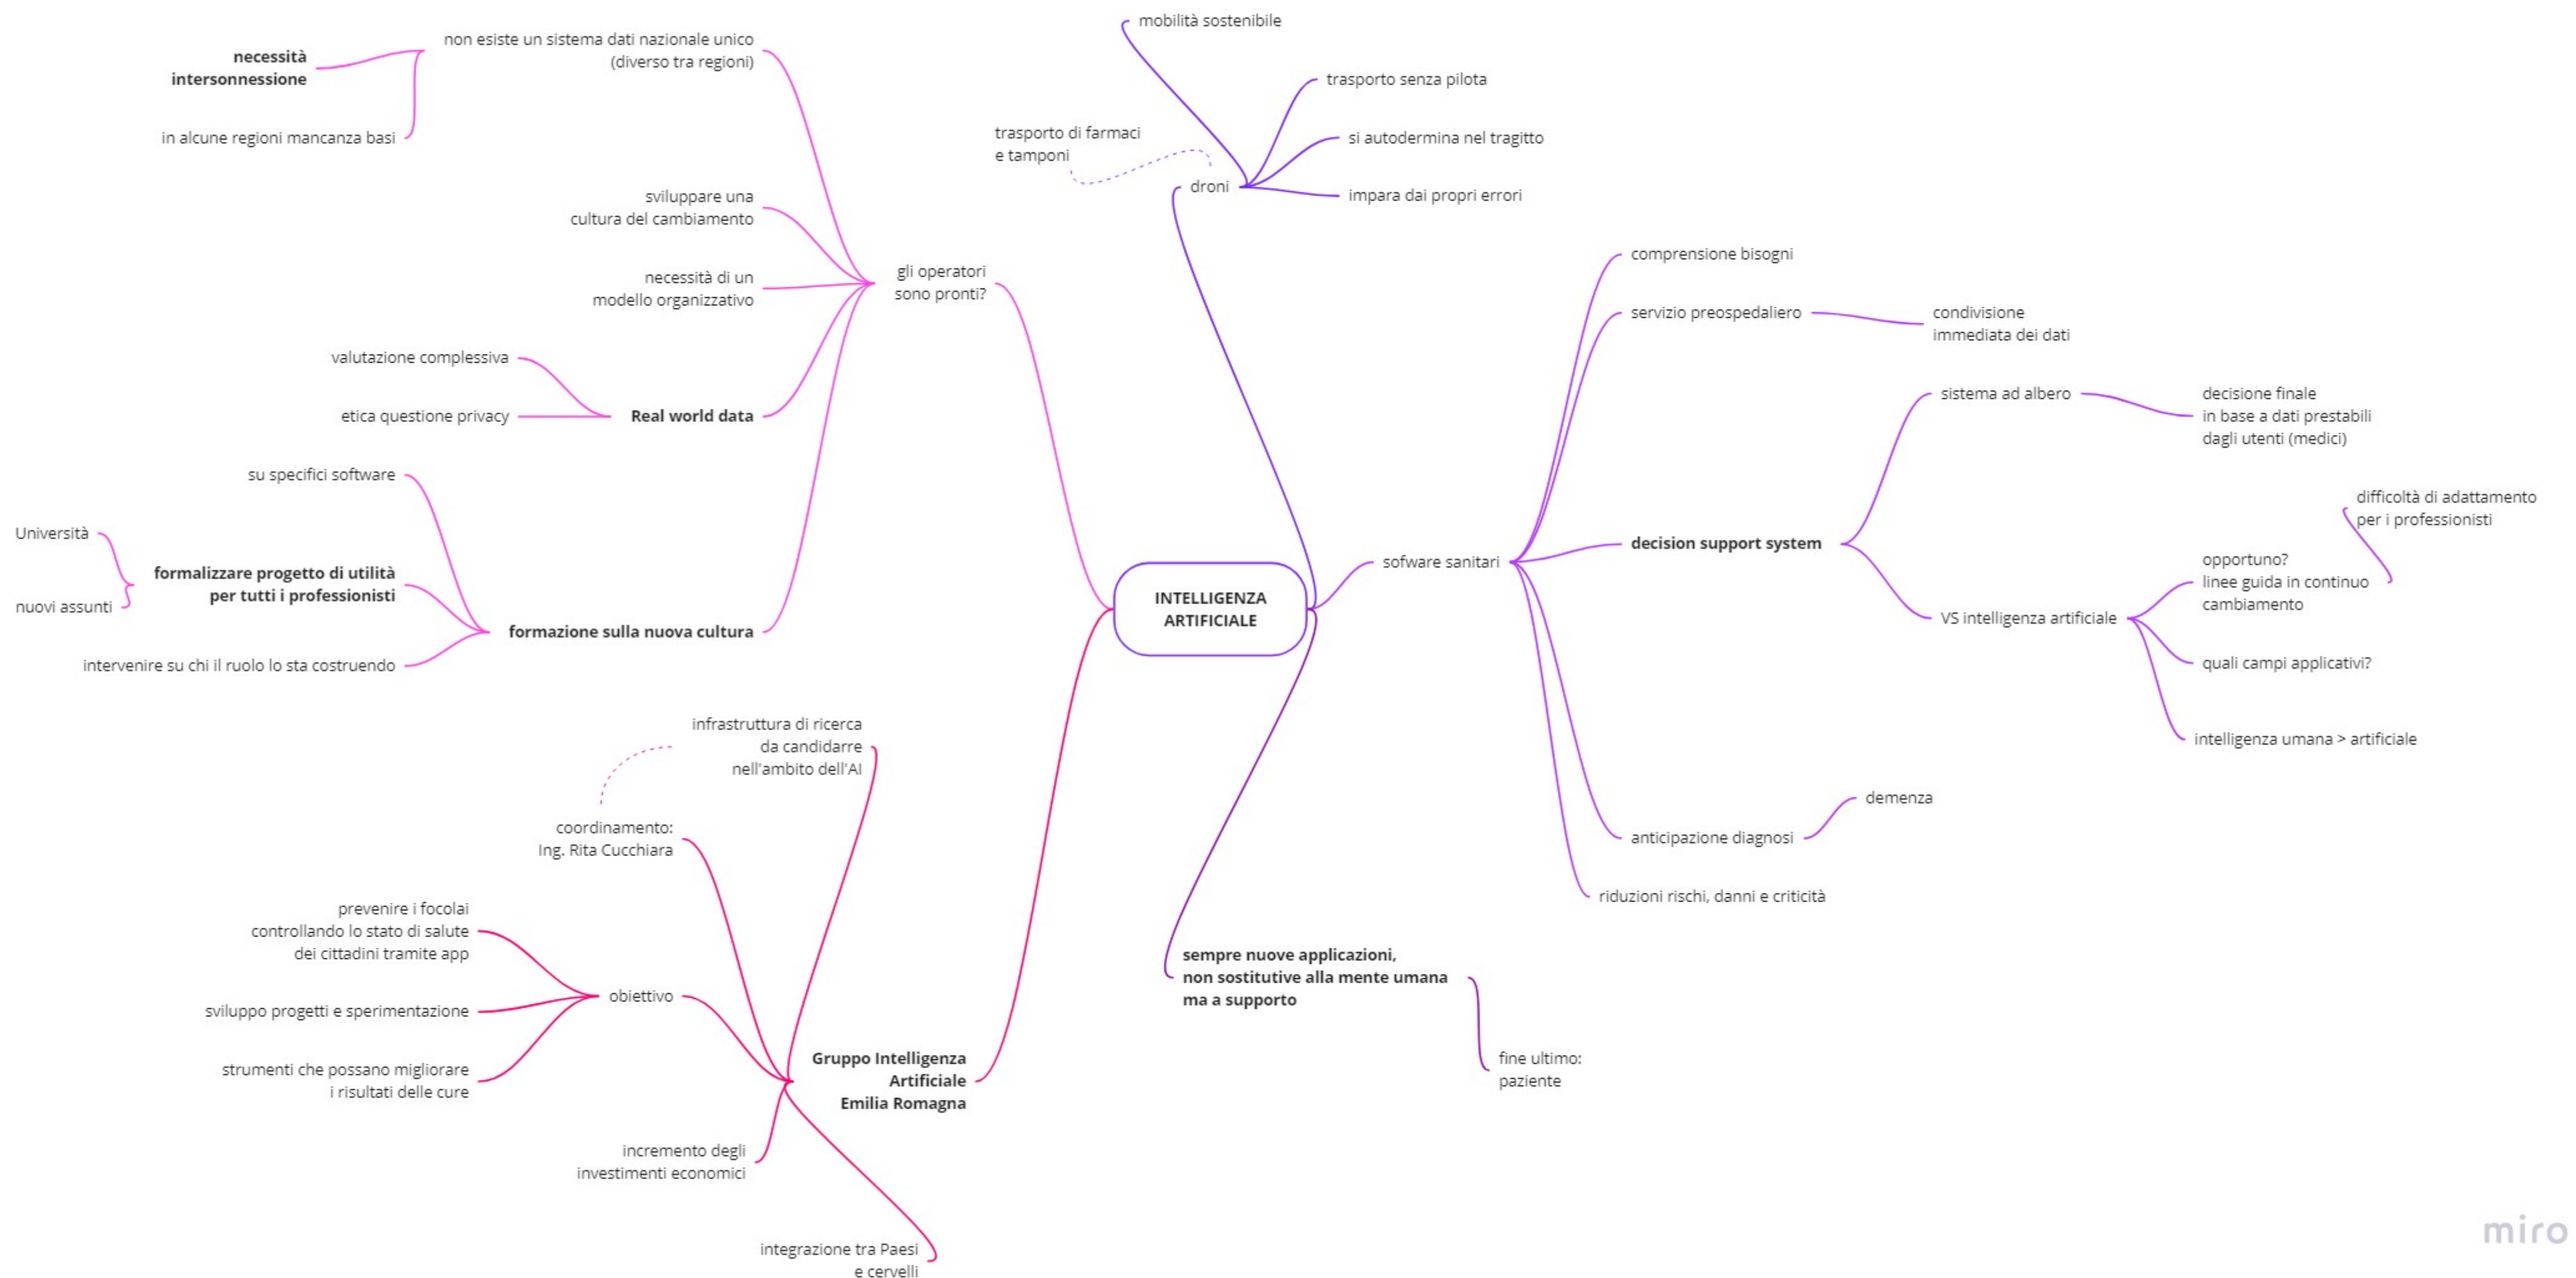 mobilità sostenibile
trasporto senza pilota
trasporto di farmaci
e tamponi
si autodermina nel tragitto
droni
impara dai propri errori
non esiste un sistema dati nazionale unico
(diverso tra regioni)
necessità
intersonnessione
in alcune regioni mancanza basi
sviluppare una
cultura del cambiamento
necessità di un
modello organizzativo
gli operatori
sono pronti?
valutazione complessiva
etica questione privacy
Real world data
su specifici software
Università
formalizzare progetto di utilità
per tutti i professionisti
nuovi assunti
formazione sulla nuova cultura
intervenire su chi il ruolo lo sta costruendo
INTELLIGENZA
ARTIFICIALE
sofware sanitari
comprensione bisogni
servizio preospedaliero
condivisione
immediata dei dati
decision support system
sistema ad albero
decisione finale
in base a dati prestabili
dagli utenti (medici)
difficoltà di adattamento
per i professionisti
opportuno?
linee guida in continuo
cambiamento
VS intelligenza artificiale
quali campi applicativi?
intelligenza umana > artificiale
demenza
anticipazione diagnosi
riduzioni rischi, danni e criticità
infrastruttura di ricerca
da candidarre
nell'ambito dell'AI
coordinamento:
Ing. Rita Cucchiara
prevenire i focolai
controllando lo stato di salute
dei cittadini tramite app
obiettivo
sviluppo progetti e sperimentazione
strumenti che possano migliorare
i risultati delle cure
Gruppo Intelligenza
Artificiale
Emilia Romagna
incremento degli
investimenti economici
integrazione tra Paesi
e cervelli
sempre nuove applicazioni,
non sostitutive alla mente umana
ma a supporto
fine ultimo:
paziente
miro